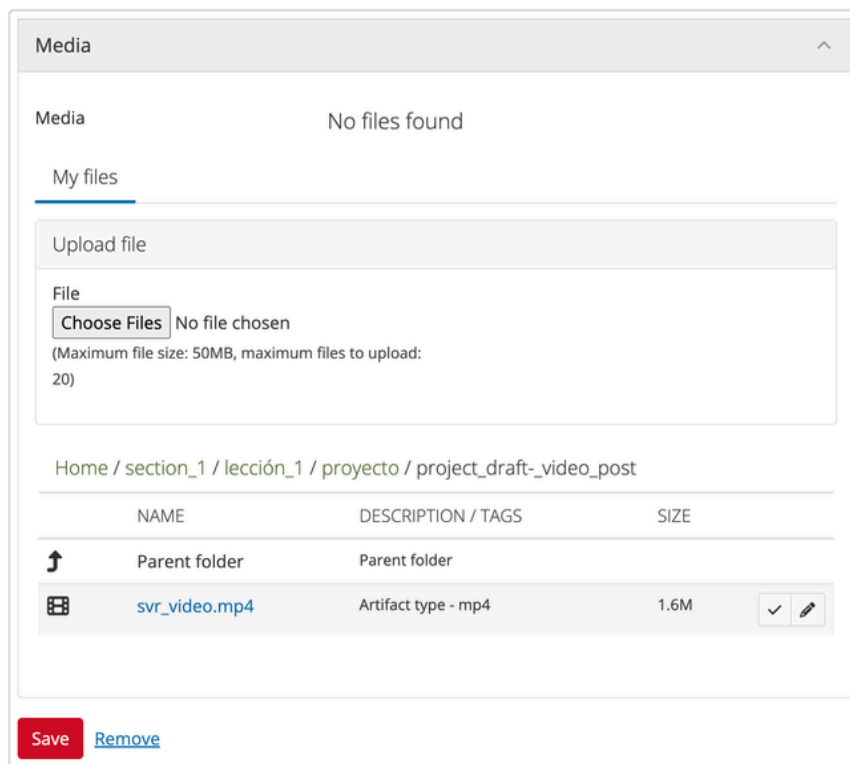 Media
Media No files found
My files
Upload file
File
Choose Files No file chosen
(Maximum file size: 50MB, maximum files to upload:
20)
Home / section_1 / lección_1 / proyecto / project_draft-_video_post
NAME DESCRIPTION / TAGS SIZE
Parent folder Parent folder
svr_video.mp4 Artifact type - mp4 1.6M
Save Remove